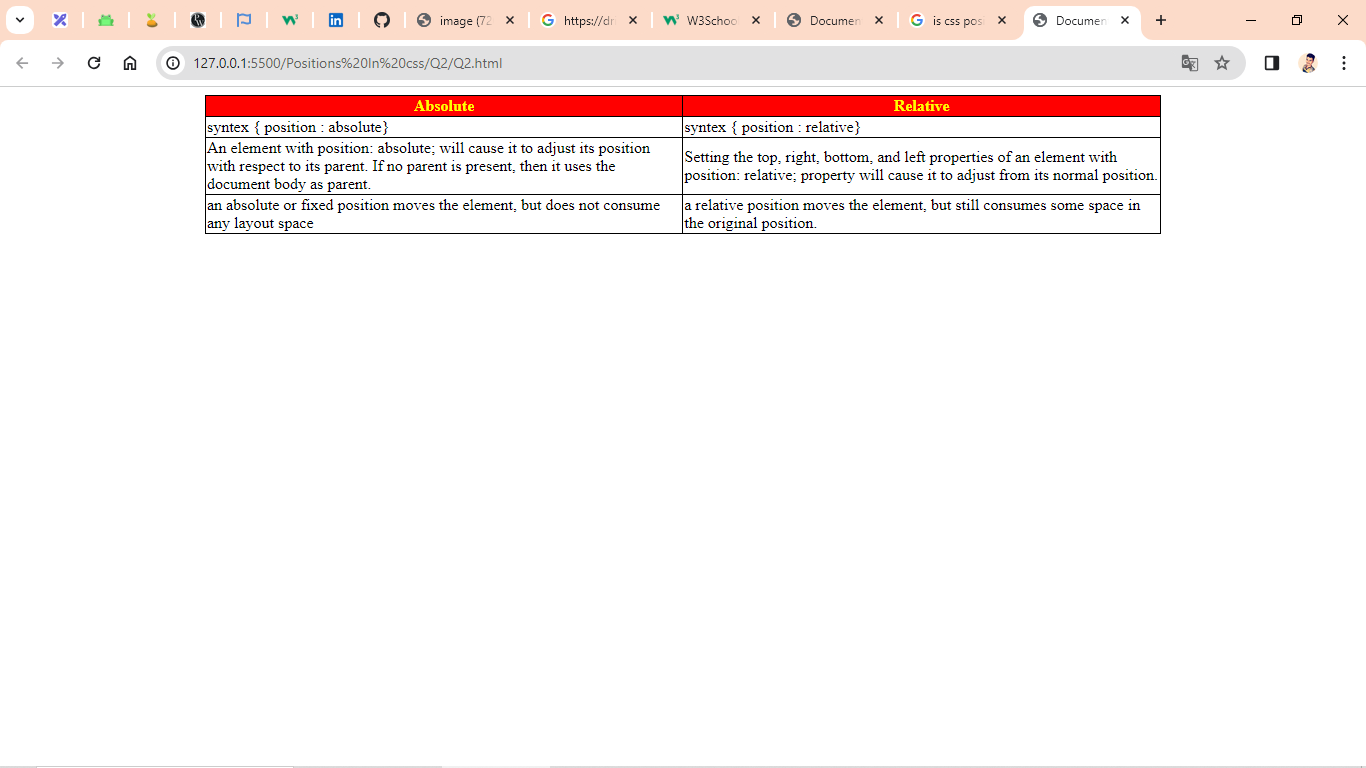 image (72
https://dr
W3Schoo
Documen
is css pos
Documen
127.0.0.1:5500/Positions%20In%20css/Q2/Q2.html
Absolute
Relative
syntex { position : absolute}
syntex { position : relative}
An element with position: absolute; will cause it to adjust its position
with respect to its parent. If no parent is present, then it uses the
document body as parent.
Setting the top, right, bottom, and left properties of an element with
position: relative; property will cause it to adjust from its normal position.
an absolute or fixed position moves the element, but does not consume
any layout space
a relative position moves the element, but still consumes some space in
the original position.